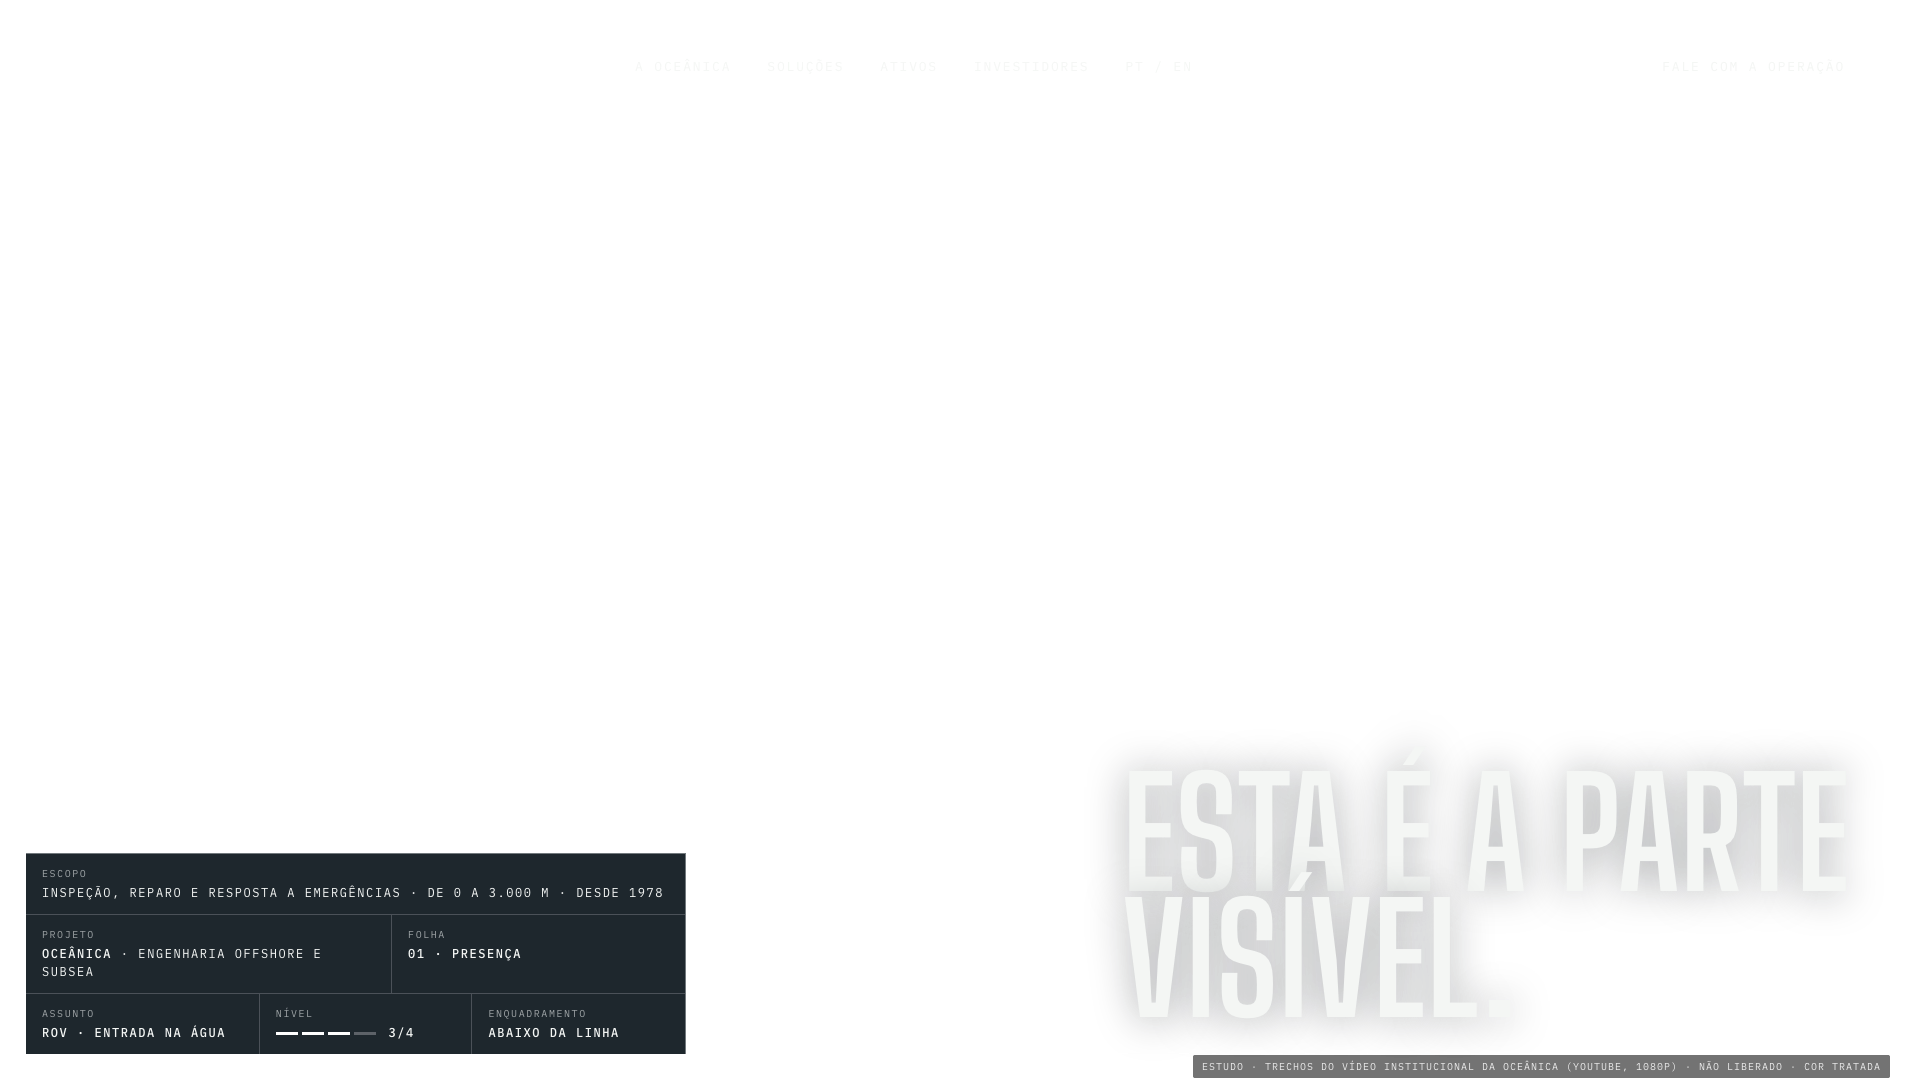 A OCEÂNICA SOLUÇÕES ATIVOS INVESTIDORES PT / EN FALE COM A OPERAÇÃO
ESTA É A PARTE
VISÍVEL.
ESCOPO
INSPEÇÃO, REPARO E RESPOSTA A EMERGÊNCIAS · DE 0 A 3.000 M · DESDE 1978
PROJETO
OCEÂNICA · ENGENHARIA OFFSHORE E
SUBSEA
FOLHA
01 · PRESENÇA
ASSUNTO
ROV · ENTRADA NA ÁGUA
NÍVEL
3/4
ENQUADRAMENTO
ABAIXO DA LINHA
ESTUDO · TRECHOS DO VÍDEO INSTITUCIONAL DA OCEÂNICA (YOUTUBE, 1080P) · NÃO LIBERADO · COR TRATADA